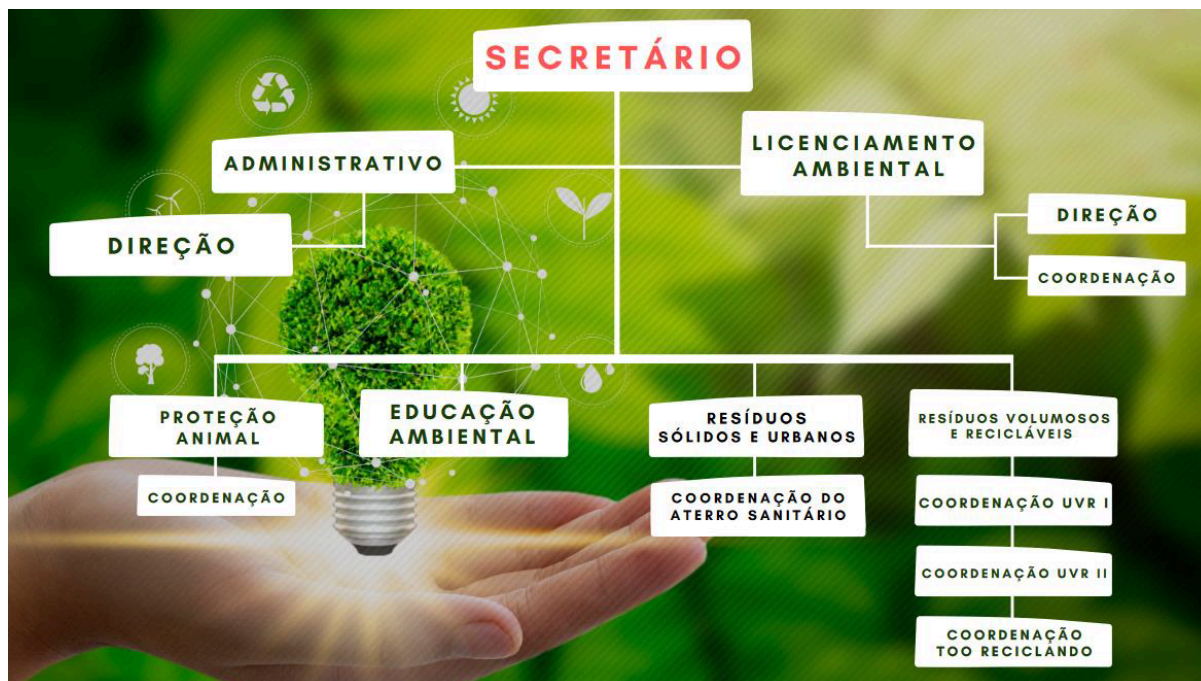 SECRETÁRIO
ADMINISTRATIVO
LICENCIAMENTO
AMBIENTAL
DIREÇÃO
DIREÇÃO
COORDENAÇÃO
PROTEÇÃO
ANIMAL
EDUCAÇÃO
AMBIENTAL
RESÍDUOS
SÓLIDOS E URBANOS
RESÍDUOS VOLUMOSOS
E RECICLÁVEIS
COORDENAÇÃO
COORDENAÇÃO DO
ATERRO SANITÁRIO
COORDENAÇÃO UVR I
COORDENAÇÃO UVR II
COORDENAÇÃO
TOO RECICLANDO